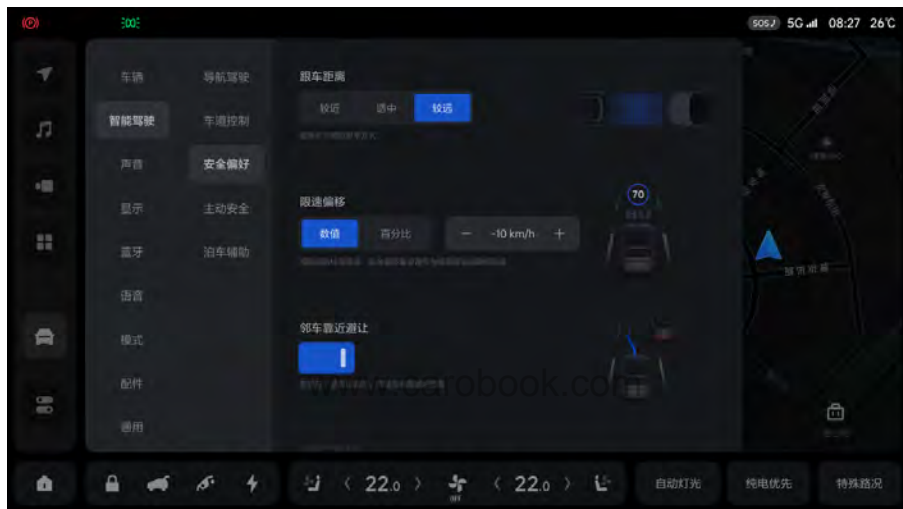 SOS 5G 08:27 26℃
车辆
智能驾驶
声音
显示
蓝牙
语言
模式
配件
通用
导航驾驶
车道控制
安全偏好
主动安全
泊车辅助
跟车距离
较近 适中 较远
限速偏移
数值 百分比 − -10 km/h +
70
邻车靠近避让
www.carobook.com
22.0 OFF 22.0
自动灯光 纯电优先 特殊路况